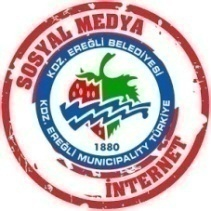 SOSYAL MEDYA
KDZ. EREĞLİ BELEDİYESİ
1880
KDZ. EREĞLİ MUNICIPALITY TÜRKİYE
İNTERNET